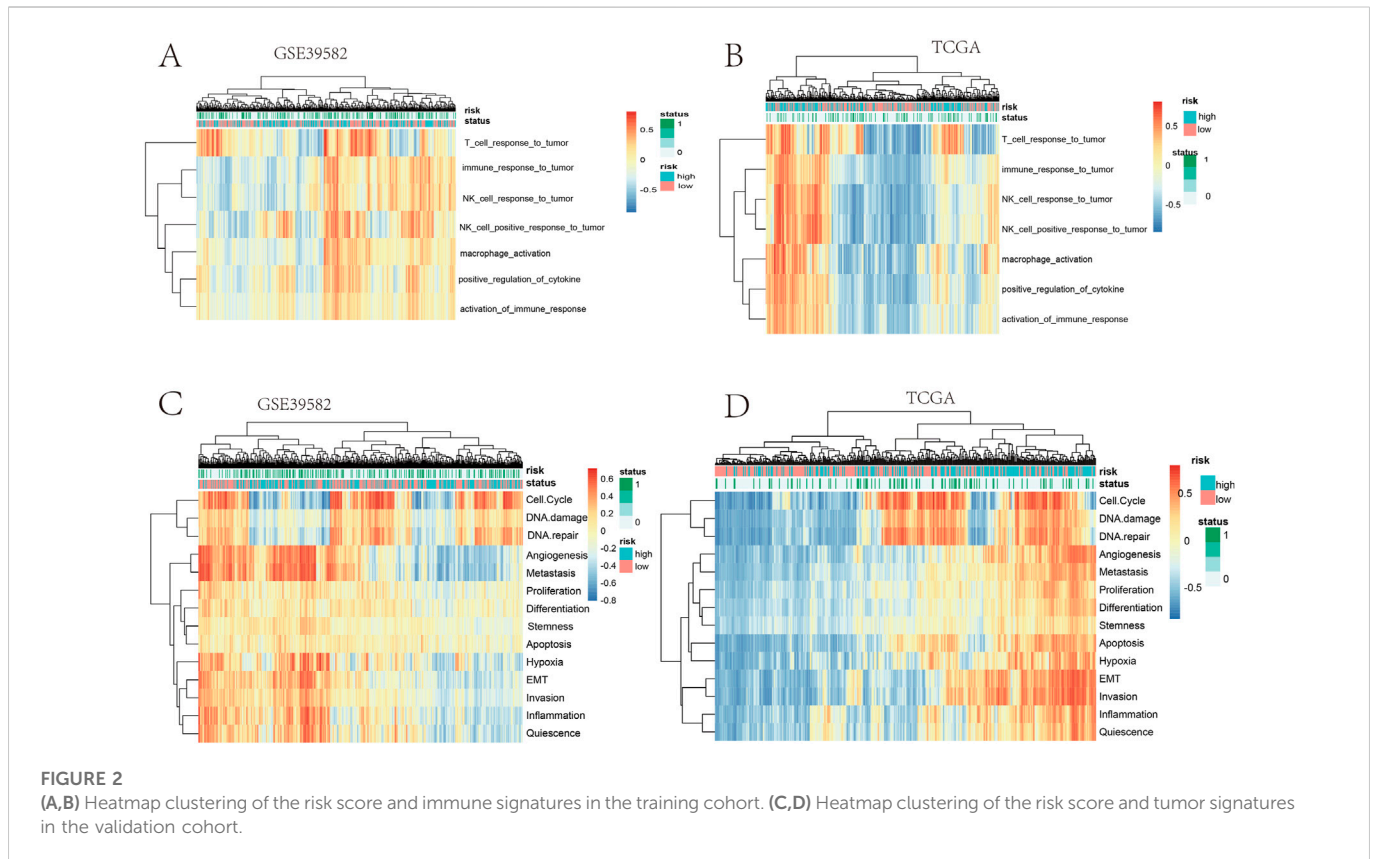 A
GSE39582
risk
status
T_cell_response_to_tumor
immune_response_to_tumor
NK_cell_response_to_tumor
NK_cell_positive_response_to_tumor
macrophage_activation
positive_regulation_of_cytokine
activation_of_immune_response
0.5
0
-0.5
status
1
0
risk
high
low
B
TCGA
risk
status
T_cell_response_to_tumor
immune_response_to_tumor
NK_cell_response_to_tumor
NK_cell_positive_response_to_tumor
macrophage_activation
positive_regulation_of_cytokine
activation_of_immune_response
0.5
0
-0.5
risk
high
low
status
1
0
C
GSE39582
risk
status
Cell.Cycle
DNA.damage
DNA.repair
Angiogenesis
Metastasis
Proliferation
Differentiation
Stemness
Apoptosis
Hypoxia
EMT
Invasion
Inflammation
Quiescence
0.6
0.4
0.2
0
-0.2
-0.4
-0.6
-0.8
status
1
0
risk
high
low
D
TCGA
risk
status
Cell.Cycle
DNA.damage
DNA.repair
Angiogenesis
Metastasis
Proliferation
Differentiation
Stemness
Apoptosis
Hypoxia
EMT
Invasion
Inflammation
Quiescence
0.5
0
-0.5
risk
high
low
status
1
0
FIGURE 2
(A,B) Heatmap clustering of the risk score and immune signatures in the training cohort. (C,D) Heatmap clustering of the risk score and tumor signatures
in the validation cohort.